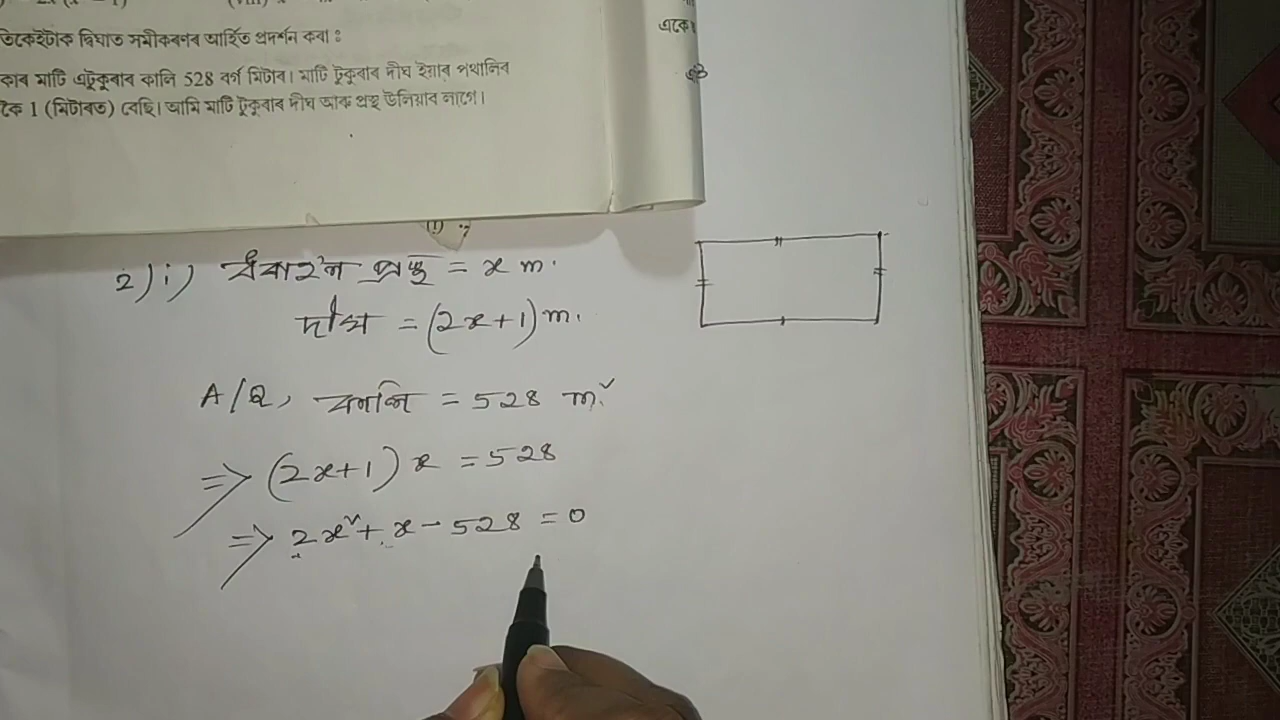 তিকেইটাক দ্বিঘাত সমীকৰণৰ আৰ্হিত প্ৰদৰ্শন কৰা :
কাৰ মাটি এটুকুৰাৰ কালি 528 বৰ্গ মিটাৰ। মাটি টুকুৰাৰ দীঘ ইয়াৰ পথালিৰ
কৈ 1 (মিটাৰত) বেছি। আমি মাটি টুকুৰাৰ দীঘ আৰু প্ৰস্থ উলিয়াব লাগে।
একে
2) i) প্ৰস্থ = x m.
দীঘ = (2x+1) m.
A/Q, কালি = 528 m²
⇒ (2x+1) x = 528
⇒ 2x² + x - 528 = 0